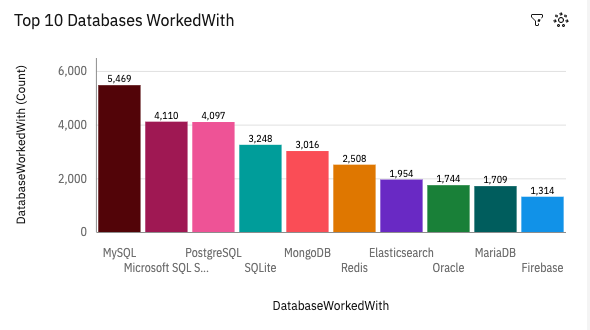 Top 10 Databases WorkedWith
DatabaseWorkedWith (Count)
6,000
4,000
2,000
0
5,469
4,110
4,097
3,248
3,016
2,508
1,954
1,744
1,709
1,314
MySQL
Microsoft SQL S...
PostgreSQL
SQLite
MongoDB
Redis
Elasticsearch
Oracle
MariaDB
Firebase
DatabaseWorkedWith